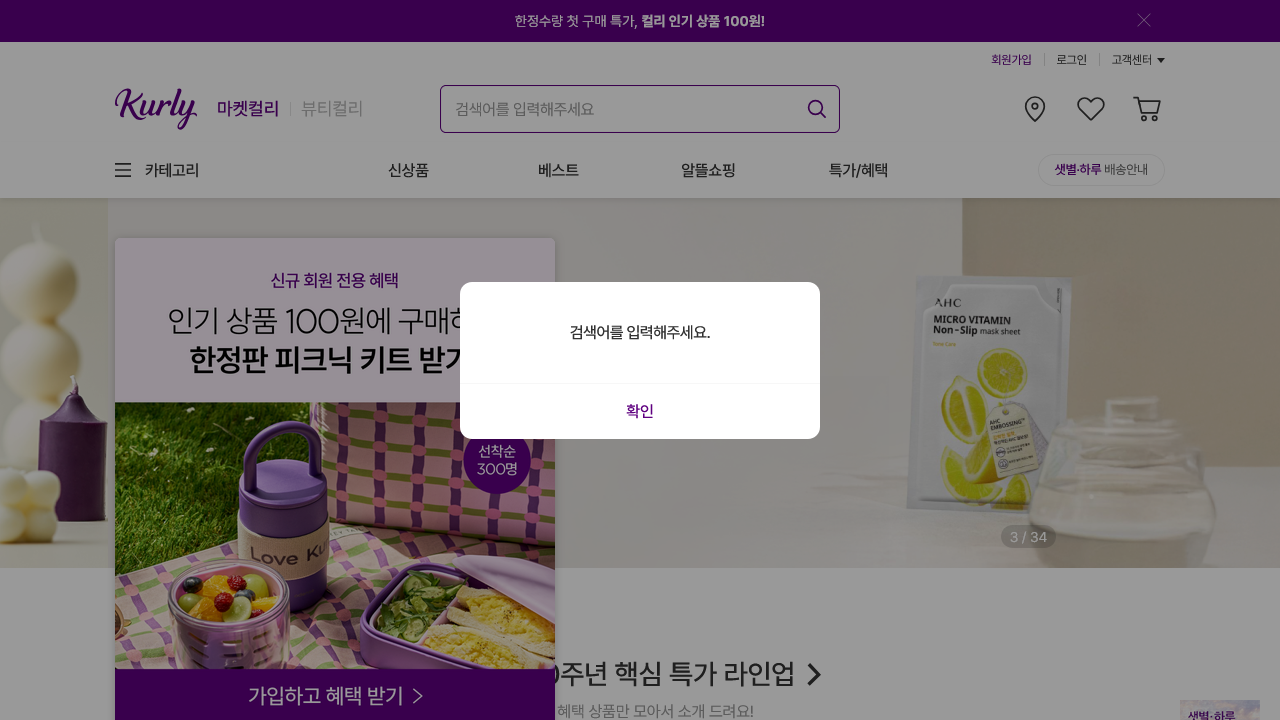 한정수량 첫 구매 특가, 컬리 인기 상품 100원!
회원가입
로그인
고객센터
Kurly
마켓컬리
뷰티컬리
검색어를 입력해주세요
카테고리
신상품
베스트
알뜰쇼핑
특가/혜택
샛별·하루 배송안내
신규 회원 전용 혜택
인기 상품 100원에 구매하
한정판 피크닉 키트 받기
검색어를 입력해주세요.
확인
선착순
300명
Love Ku
AHC
MICRO VITAMIN
Non-Slip mask sheet
3 / 34
가입하고 혜택 받기
0주년 핵심 특가 라인업
혜택 상품만 모아서 소개 드려요!
샛별·하루